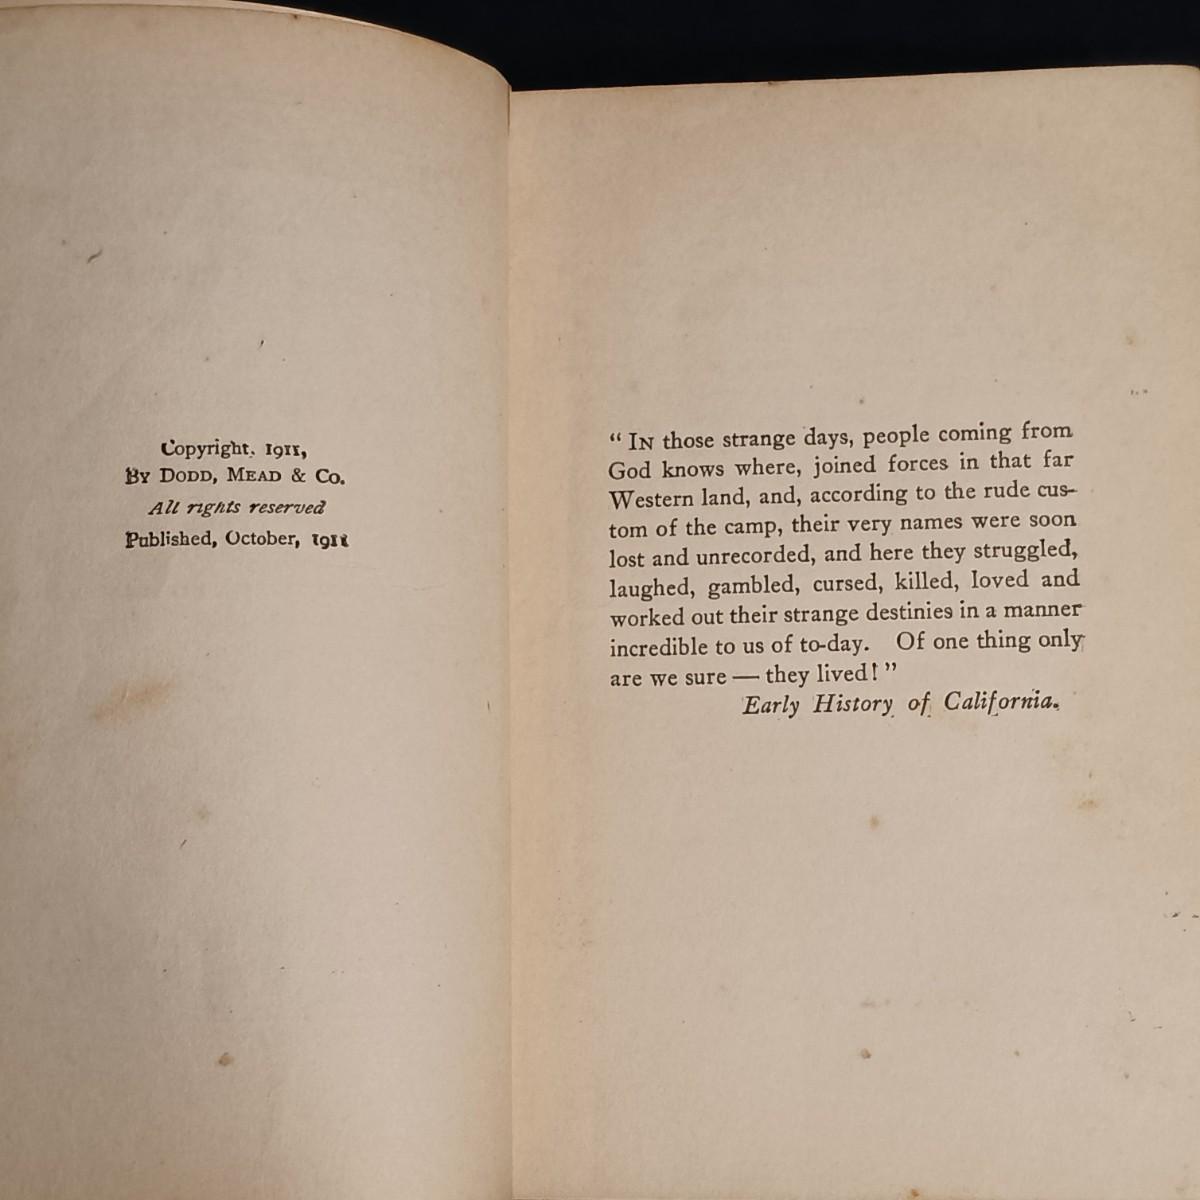 Copyright, 1911,
By Dodd, Mead & Co.
All rights reserved
Published, October, 1911
“ In those strange days, people coming from
God knows where, joined forces in that far
Western land, and, according to the rude cus-
tom of the camp, their very names were soon
lost and unrecorded, and here they struggled,
laughed, gambled, cursed, killed, loved and
worked out their strange destinies in a manner
incredible to us of to-day. Of one thing only
are we sure — they lived! ”
Early History of California.